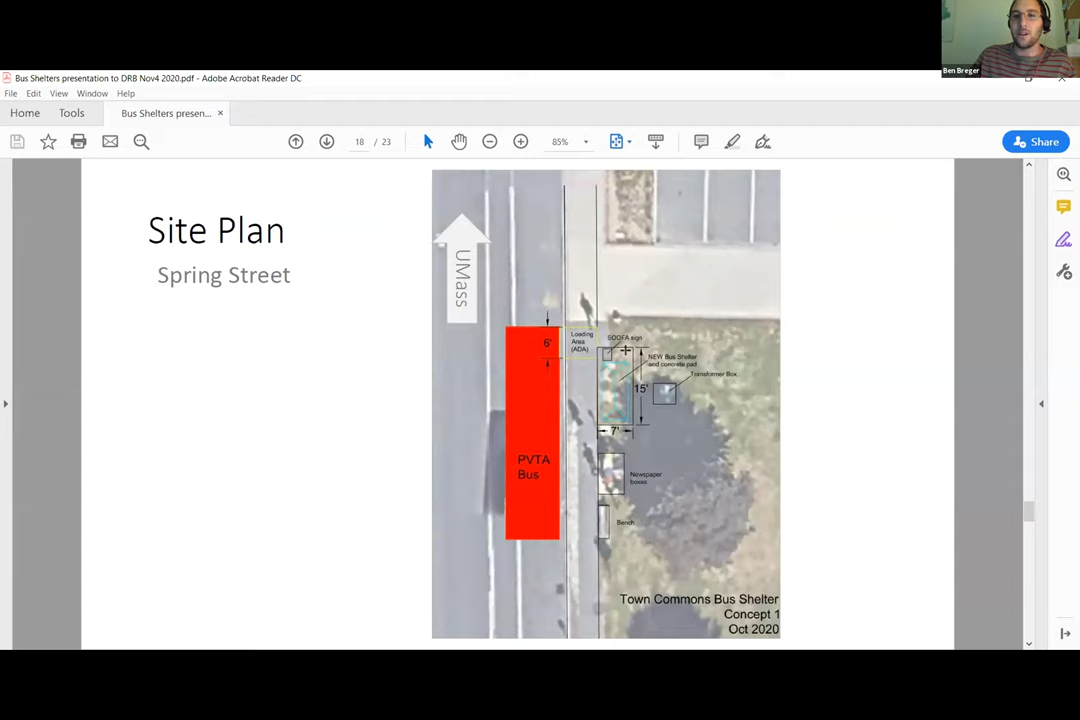 Ben Breger
Bus Shelters presentation to DRB Nov4 2020.pdf - Adobe Acrobat Reader DC
File Edit View Window Help
Home Tools Bus Shelters presen... ×
18 / 23 85% Share
Site Plan
Spring Street
UMass
6'
Loading
Area
(ADA)
SODFA sign
NEW Bus Shelter
and concrete pad
Transformer Box
15'
7'
PVTA
Bus
Newspaper
boxes
Bench
Town Commons Bus Shelter
Concept 1
Oct 2020